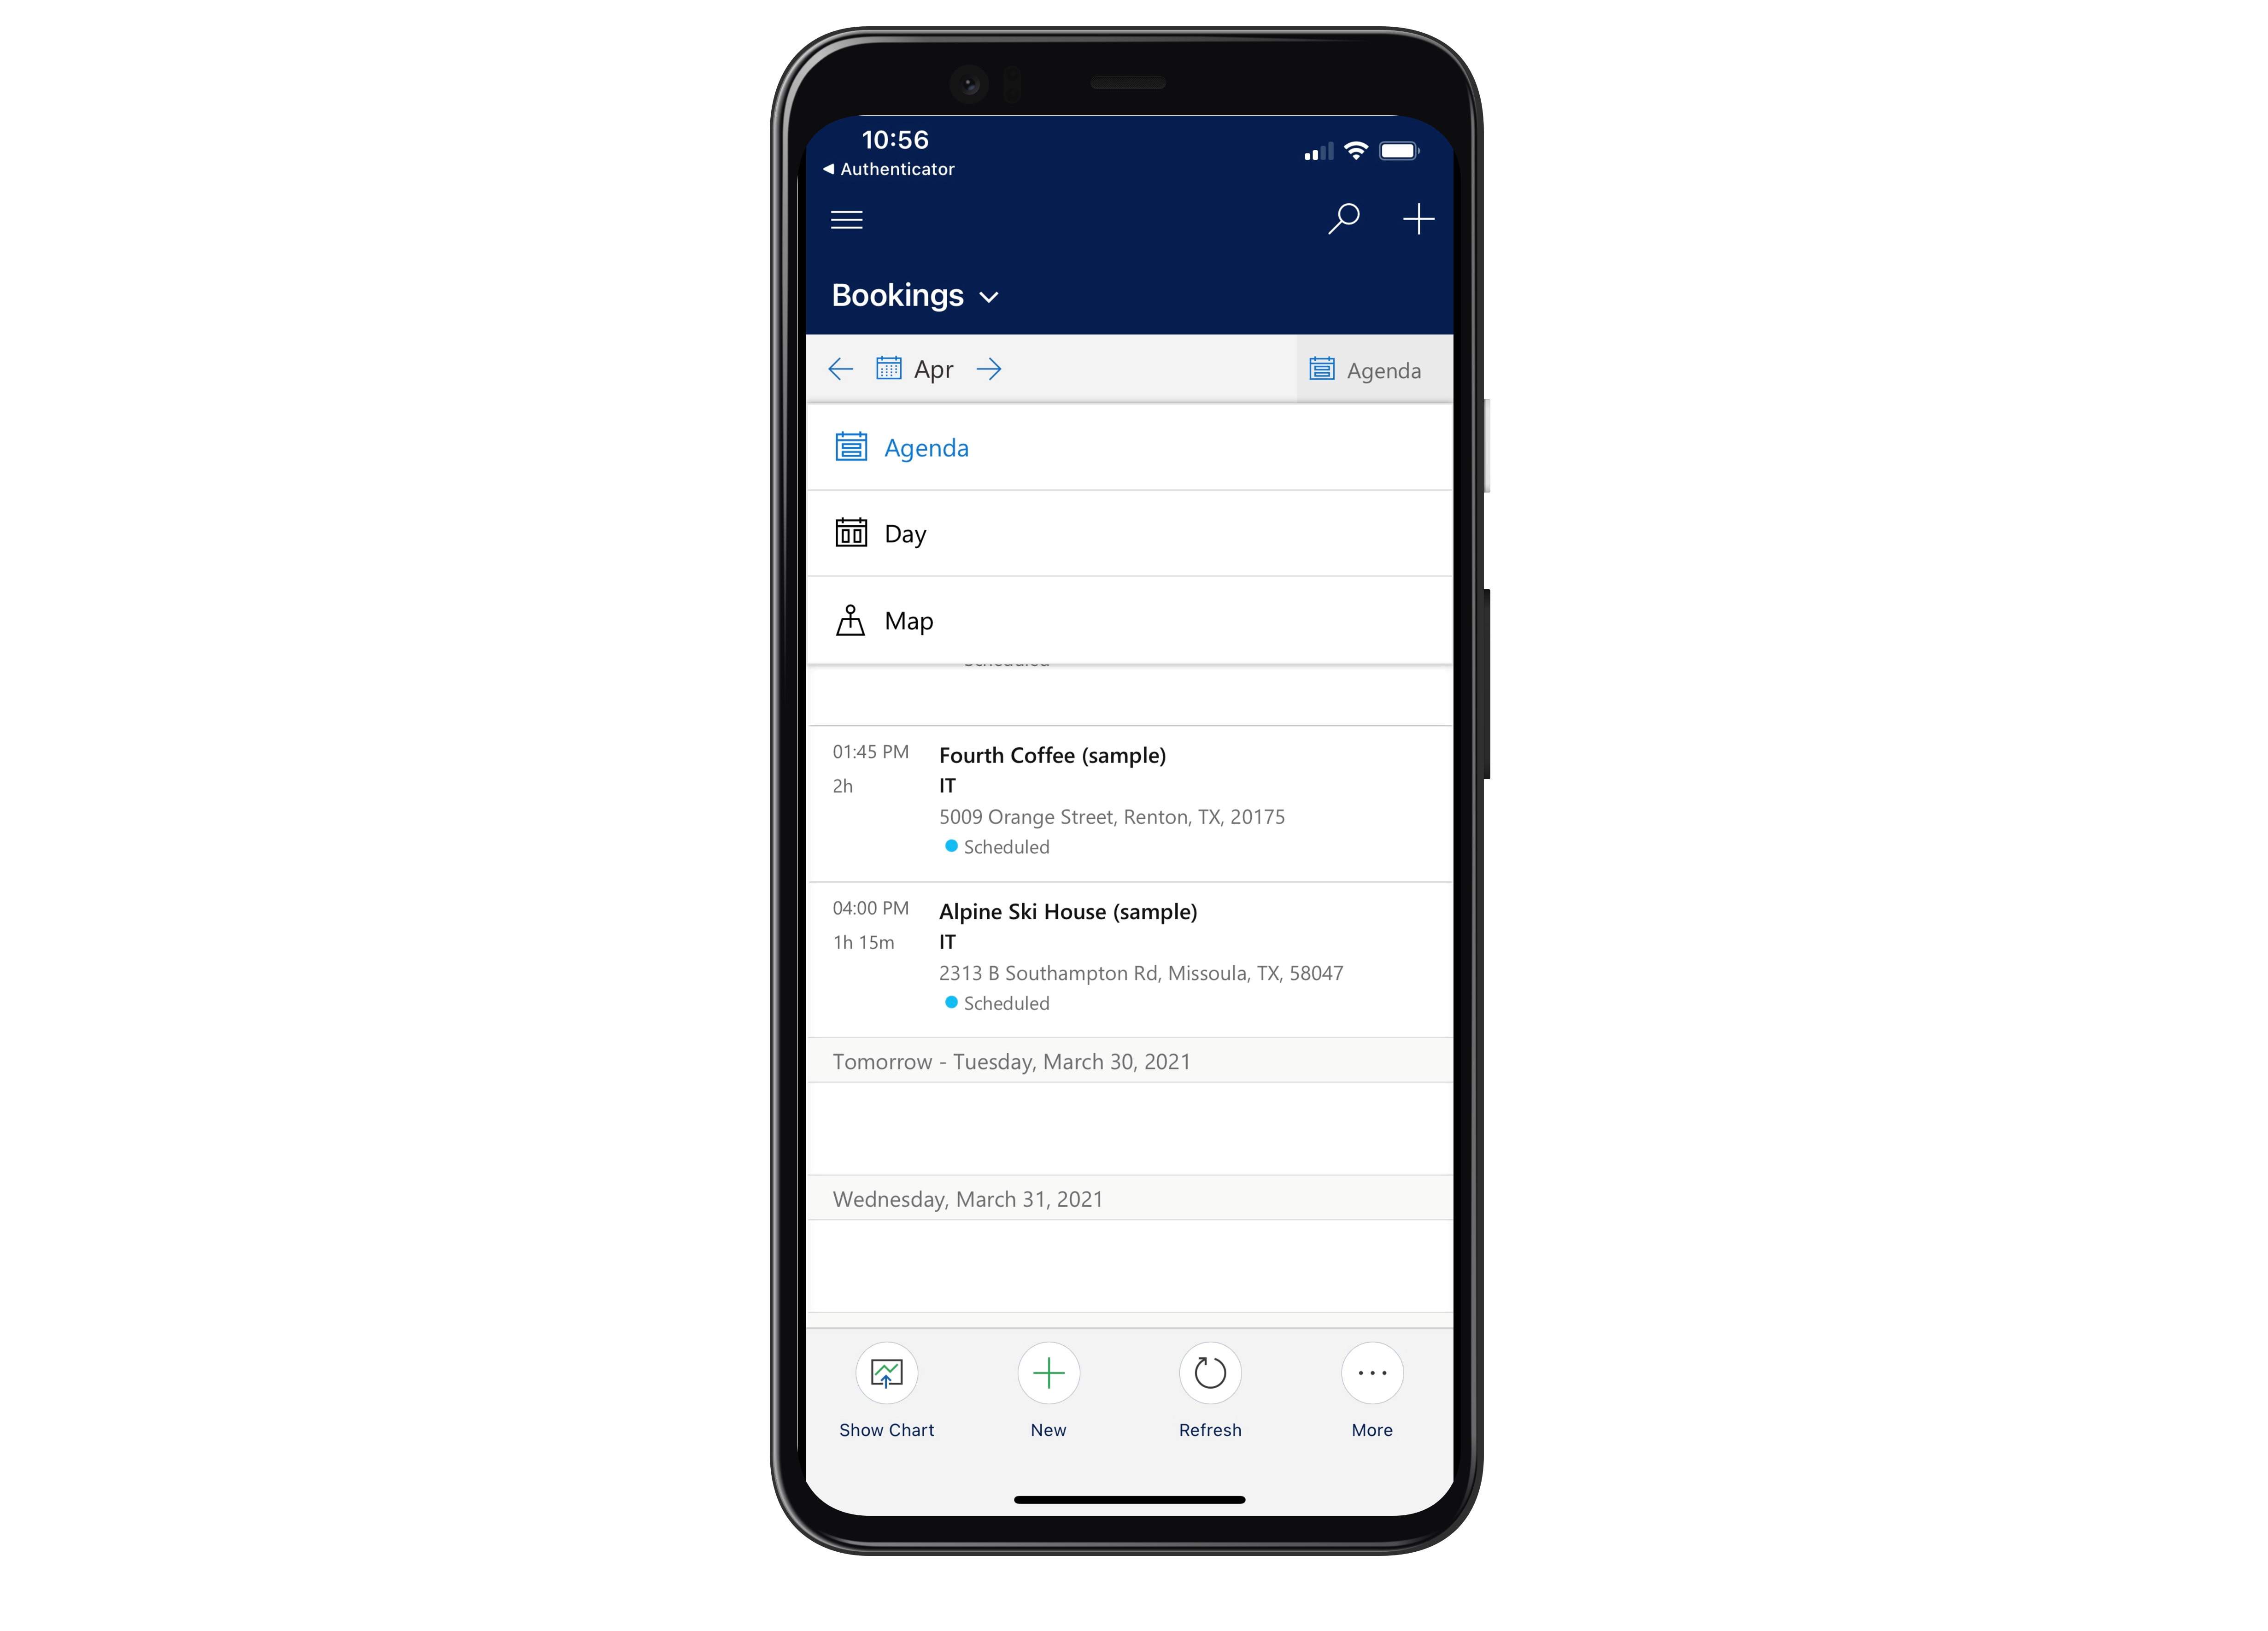 10:56
◀ Authenticator
Bookings
Apr
Agenda
Agenda
Day
Map
01:45 PM
Fourth Coffee (sample)
2h
IT
5009 Orange Street, Renton, TX, 20175
Scheduled
04:00 PM
Alpine Ski House (sample)
1h 15m
IT
2313 B Southampton Rd, Missoula, TX, 58047
Scheduled
Tomorrow - Tuesday, March 30, 2021
Wednesday, March 31, 2021
Show Chart
New
Refresh
More